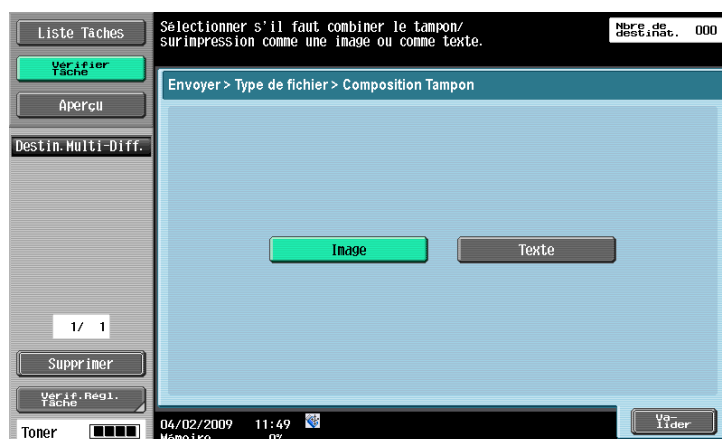 Liste Tâches
Vérifier
Tâche
Aperçu
Destin.Multi-Diff.
1/ 1
Supprimer
Vérif.Régl.
Tâche
Toner
Sélectionner s'il faut combiner le tampon/
surimpression comme une image ou comme texte.
Nbre de
destinat. 000
Envoyer > Type de fichier > Composition Tampon
Image
Texte
04/02/2009 11:49
Mémoire 0%
Va-
lider